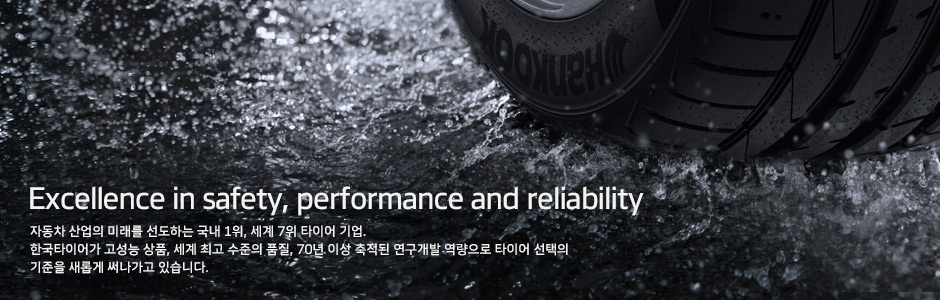 Hankook
Excellence in safety, performance and reliability
자동차 산업의 미래를 선도하는 국내 1위, 세계 7위 타이어 기업.
한국타이어가 고성능 상품, 세계 최고 수준의 품질, 70년 이상 축적된 연구개발 역량으로 타이어 선택의
기준을 새롭게 써나가고 있습니다.